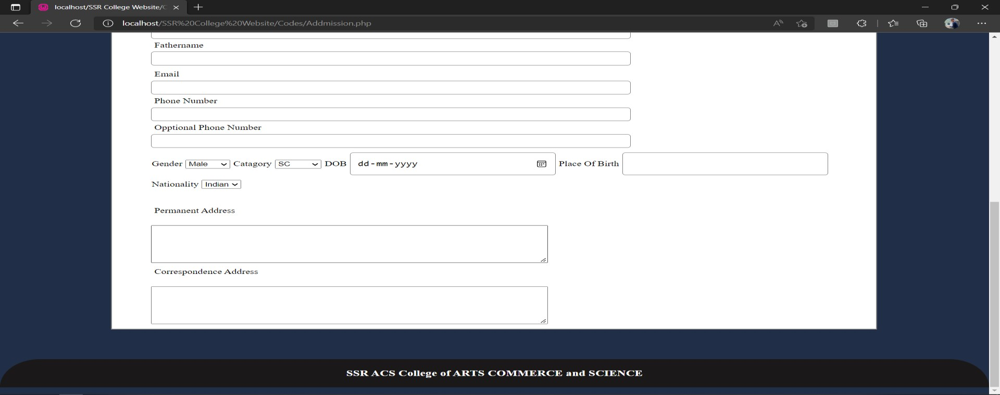 localhost/SSR College Website/C
localhost/SSR%20College%20Website/Codes/Addmission.php
Fathername
Email
Phone Number
Opptional Phone Number
Gender Male Catagory SC DOB dd-mm-yyyy Place Of Birth
Nationality Indian
Permanent Address
Correspondence Address
SSR ACS College of ARTS COMMERCE and SCIENCE